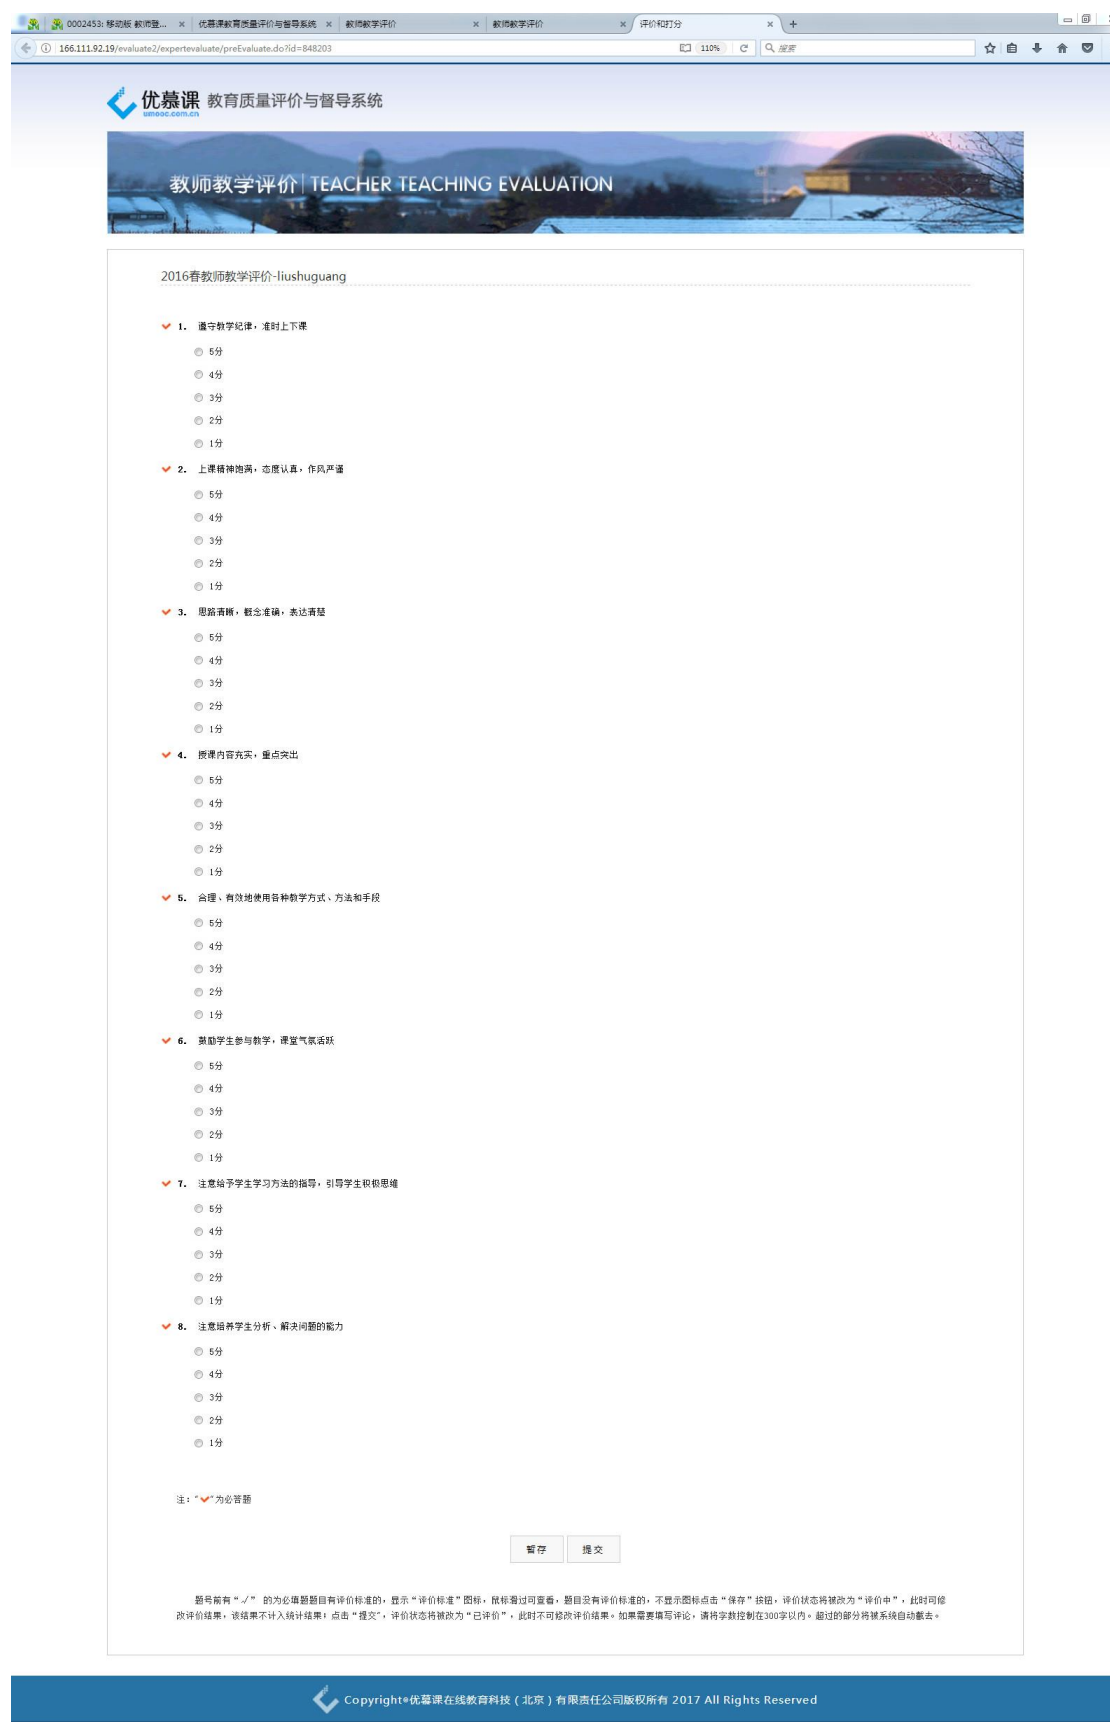 0002453: 移动版 教师登...
优慕课教育质量评价与督导系统
教师教学评价
教师教学评价
评价和打分
166.111.92.19/evaluate2/expertevaluate/preEvaluate.do?id=848203
110%
搜索
优慕课 教育质量评价与督导系统
umooc.com.cn
教师教学评价 TEACHER TEACHING EVALUATION
2016春教师教学评价-liushuguang
1. 遵守教学纪律，准时上下课
5分
4分
3分
2分
1分
2. 上课精神饱满，态度认真，作风严谨
5分
4分
3分
2分
1分
3. 思路清晰，概念准确，表达清楚
5分
4分
3分
2分
1分
4. 授课内容充实，重点突出
5分
4分
3分
2分
1分
5. 合理、有效地使用各种教学方式、方法和手段
5分
4分
3分
2分
1分
6. 鼓励学生参与教学，课堂气氛活跃
5分
4分
3分
2分
1分
7. 注意给予学生学习方法的指导，引导学生积极思维
5分
4分
3分
2分
1分
8. 注意培养学生分析、解决问题的能力
5分
4分
3分
2分
1分
注："✓"为必答题
暂存 提交
题号前有"√" 的为必填题题目有评价标准的，显示"评价标准"图标，鼠标滑过可查看，题目没有评价标准的，不显示图标点击"保存"按钮，评价状态将被改为"评价中"，此时可修
改评价结果，该结果不计入统计结果；点击"提交"，评价状态将被改为"已评价"，此时不可修改评价结果。如果需要填写评论，请将字数控制在300字以内。超过的部分将被系统自动截去。
Copyright®优慕课在线教育科技（北京）有限责任公司版权所有 2017 All Rights Reserved